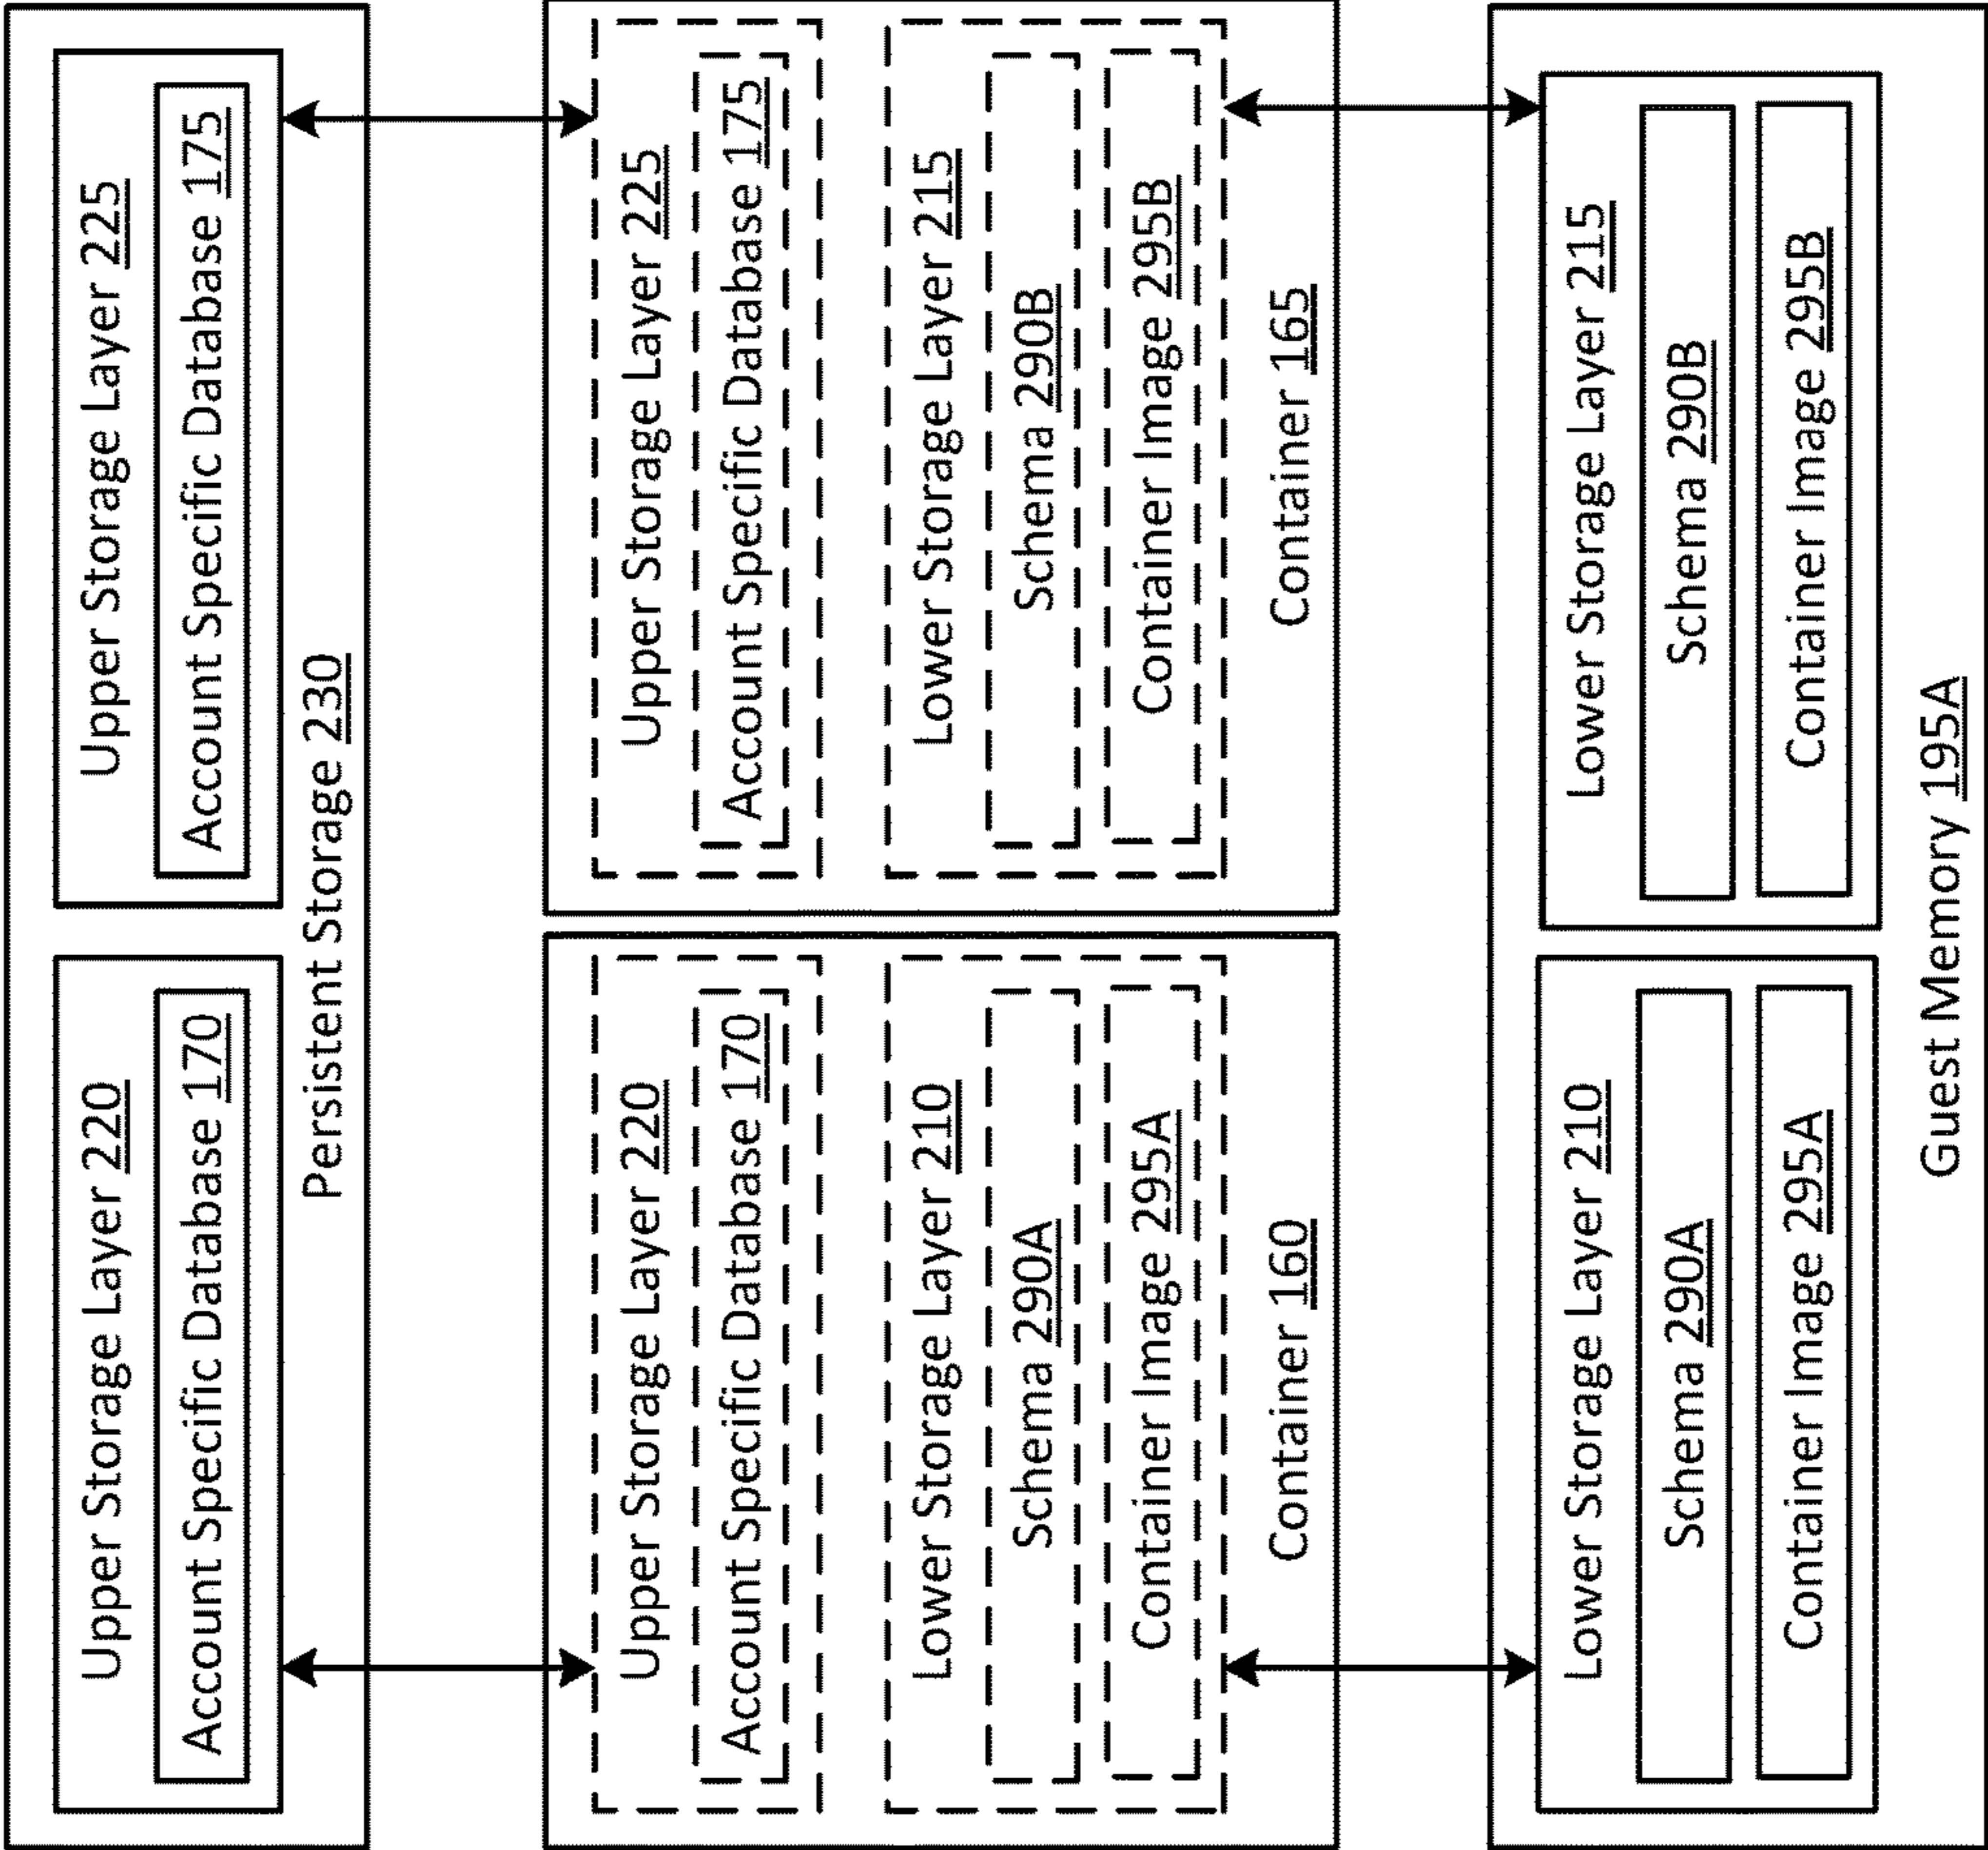 Upper Storage Layer 220
Account Specific Database 170
Upper Storage Layer 225
Account Specific Database 175
Persistent Storage 230
Upper Storage Layer 220
Account Specific Database 170
Lower Storage Layer 210
Schema 290A
Container Image 295A
Container 160
Upper Storage Layer 225
Account Specific Database 175
Lower Storage Layer 215
Schema 290B
Container Image 295B
Container 165
Lower Storage Layer 210
Schema 290A
Container Image 295A
Lower Storage Layer 215
Schema 290B
Container Image 295B
Guest Memory 195A